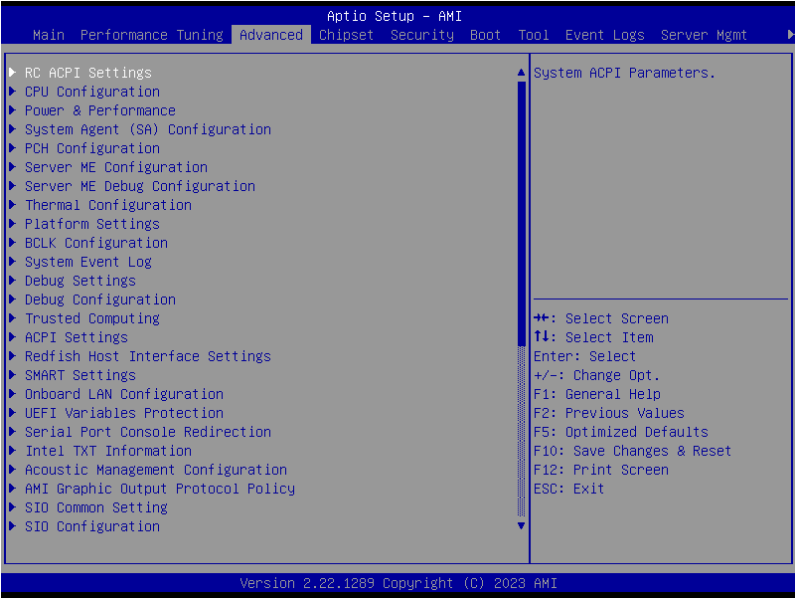 Aptio Setup – AMI
Main Performance Tuning Advanced Chipset Security Boot Tool Event Logs Server Mgmt
RC ACPI Settings
CPU Configuration
Power & Performance
System Agent (SA) Configuration
PCH Configuration
Server ME Configuration
Server ME Debug Configuration
Thermal Configuration
Platform Settings
BCLK Configuration
System Event Log
Debug Settings
Debug Configuration
Trusted Computing
ACPI Settings
Redfish Host Interface Settings
SMART Settings
Onboard LAN Configuration
UEFI Variables Protection
Serial Port Console Redirection
Intel TXT Information
Acoustic Management Configuration
AMI Graphic Output Protocol Policy
SIO Common Setting
SIO Configuration
System ACPI Parameters.
→←: Select Screen
↑↓: Select Item
Enter: Select
+/-: Change Opt.
F1: General Help
F2: Previous Values
F5: Optimized Defaults
F10: Save Changes & Reset
F12: Print Screen
ESC: Exit
Version 2.22.1289 Copyright (C) 2023 AMI